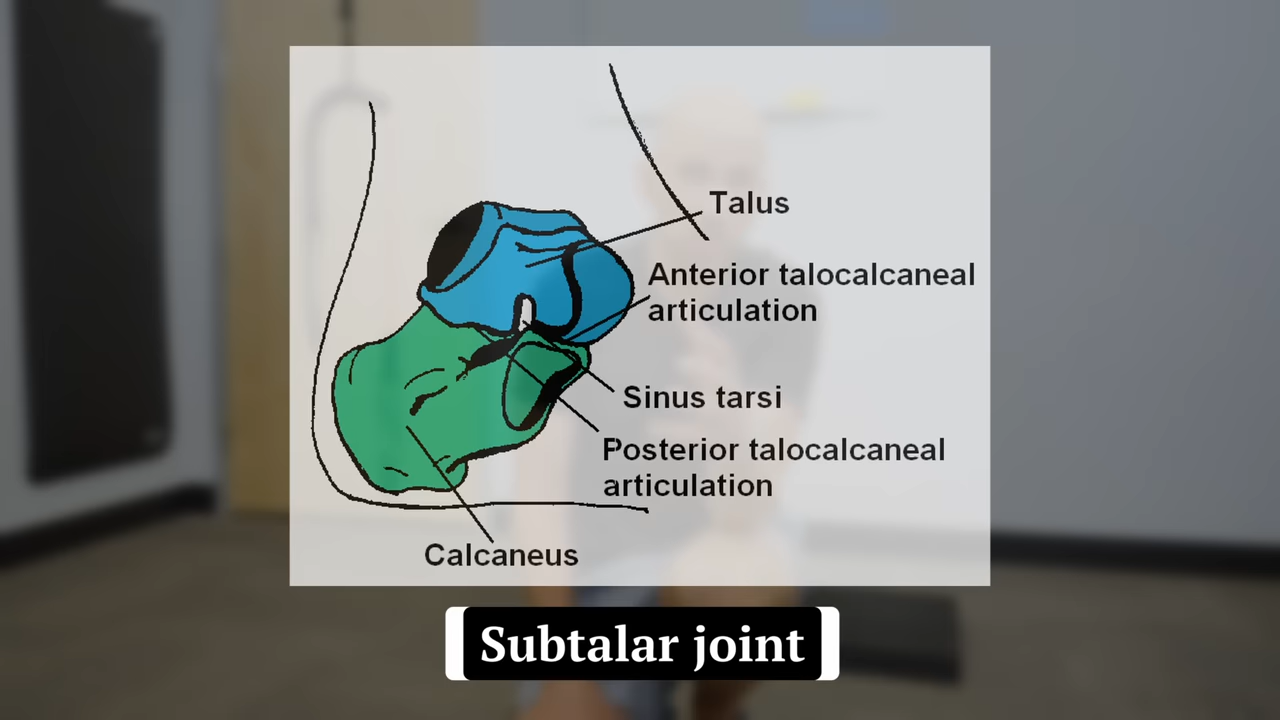 Talus
Anterior talocalcaneal
articulation
Sinus tarsi
Posterior talocalcaneal
articulation
Calcaneus
Subtalar joint